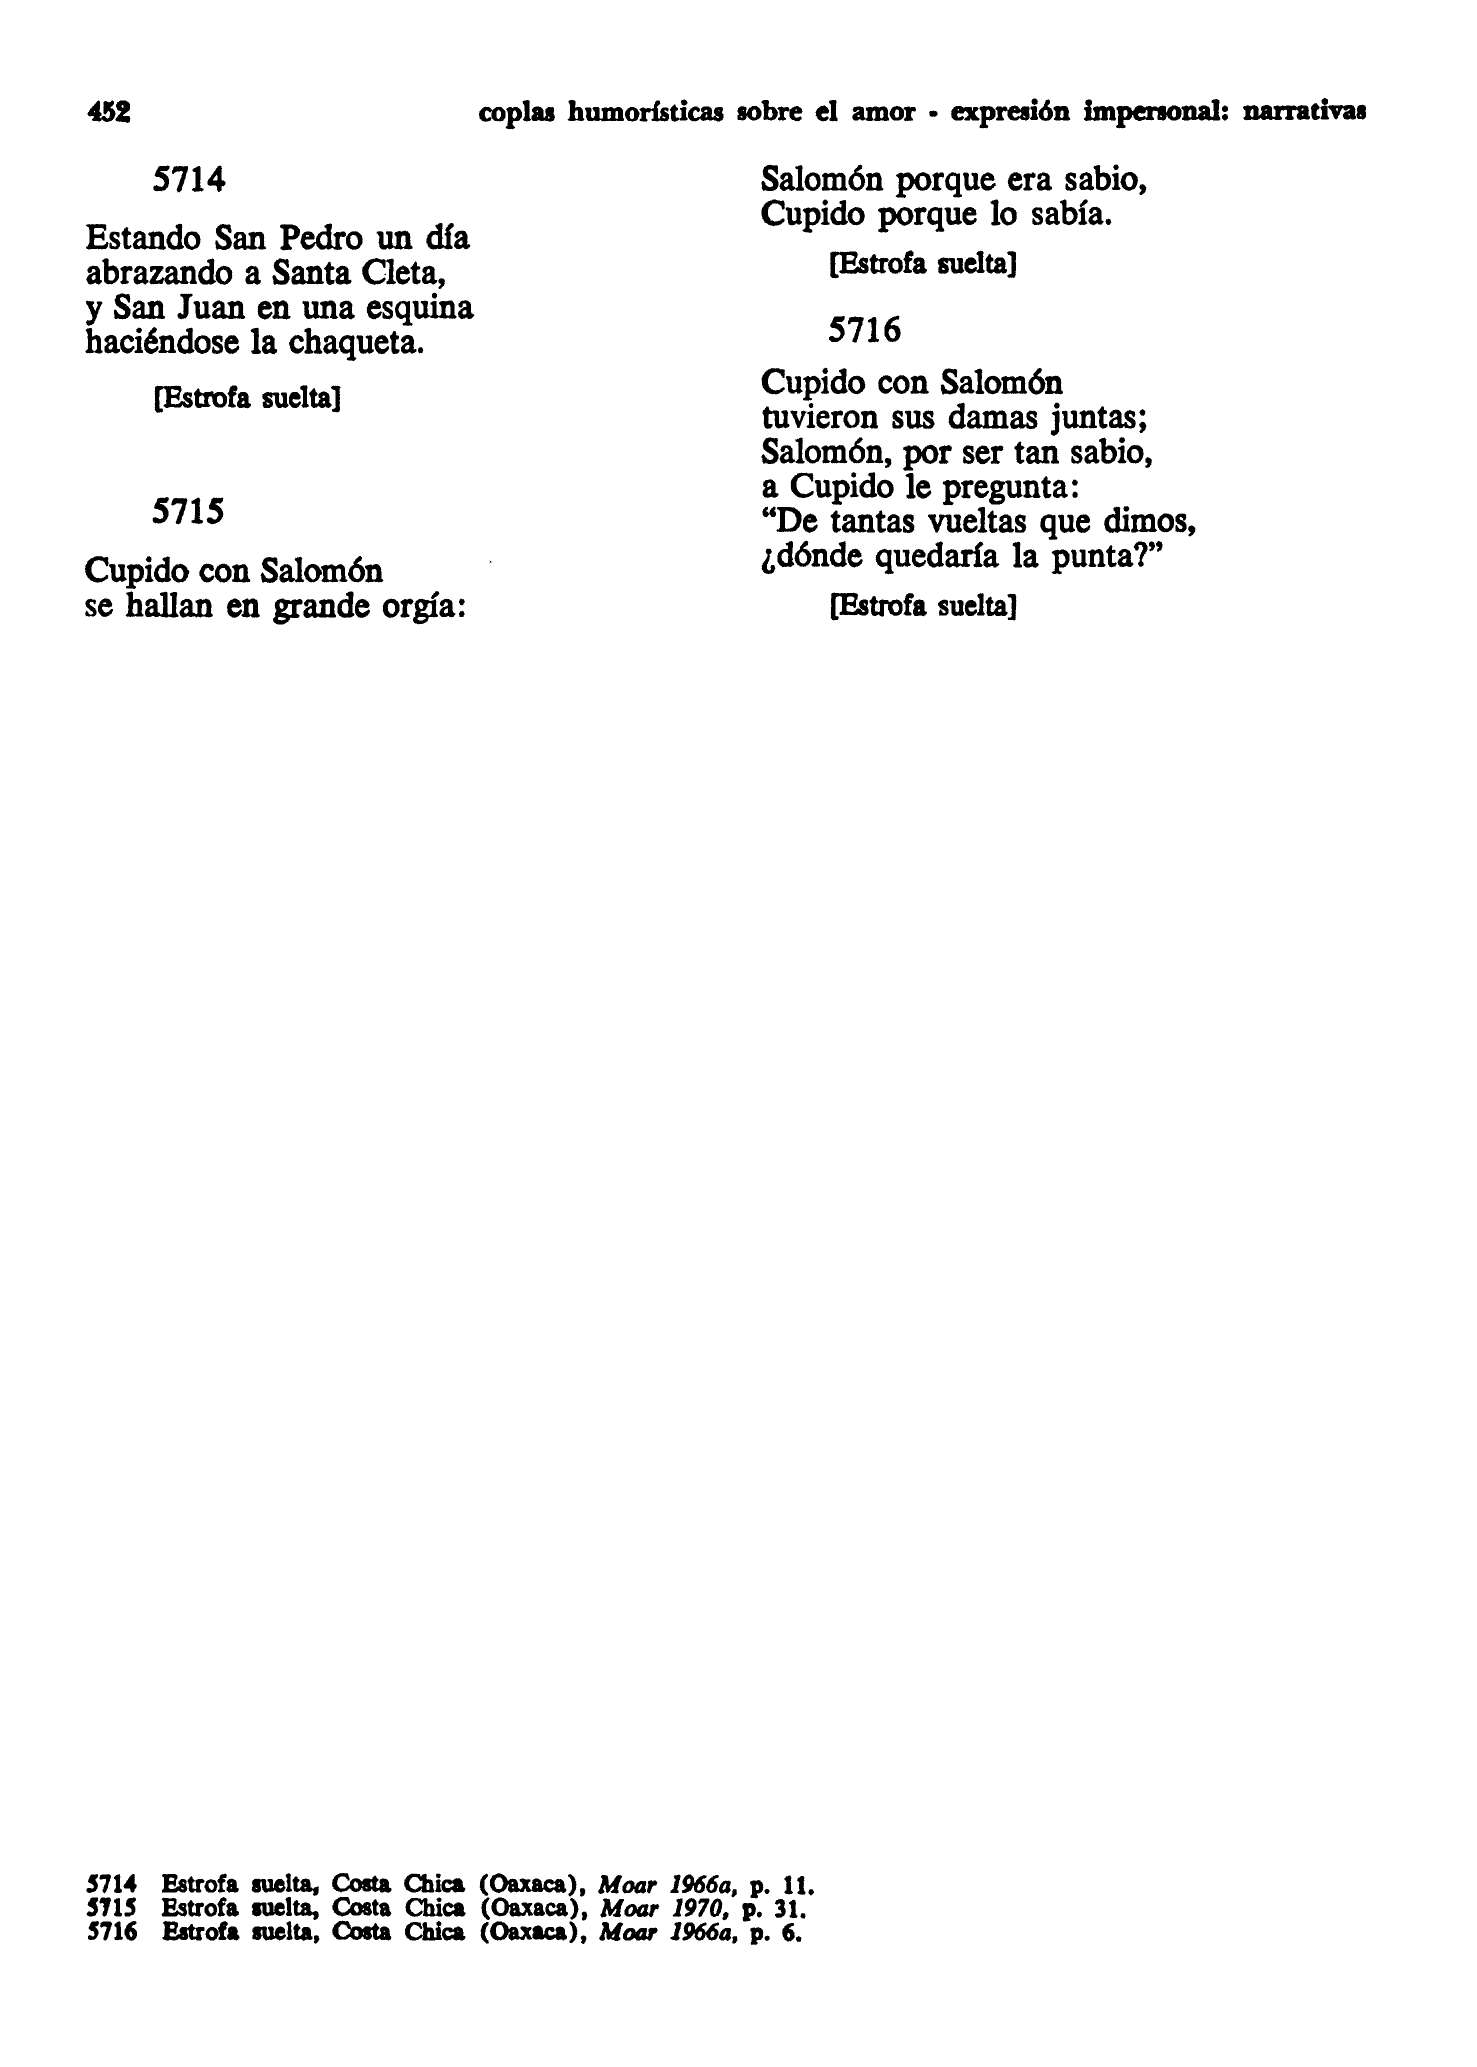 452 coplas humorísticas sobre el amor - expresión impersonal: narrativas
5714
Estando San Pedro un día
abrazando a Santa Cleta,
y San Juan en una esquina
haciéndose la chaqueta.
[Estrofa suelta]
5715
Cupido con Salomón
se hallan en grande orgía:
Salomón porque era sabio,
Cupido porque lo sabía.
[Estrofa suelta]
5716
Cupido con Salomón
tuvieron sus damas juntas;
Salomón, por ser tan sabio,
a Cupido le pregunta:
“De tantas vueltas que dimos,
¿dónde quedaría la punta?”
[Estrofa suelta]
5714 Estrofa suelta, Costa Chica (Oaxaca), Moar 1966a, p. 11.
5715 Estrofa suelta, Costa Chica (Oaxaca), Moar 1970, p. 31.
5716 Estrofa suelta, Costa Chica (Oaxaca), Moar 1966a, p. 6.